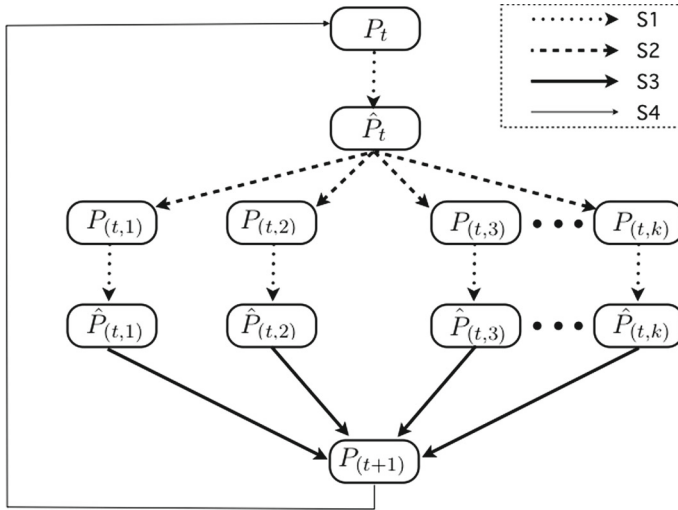 P_t
S1
S2
S3
S4
P̂_t
P_(t,1) P_(t,2) P_(t,3) ••• P_(t,k)
P̂_(t,1) P̂_(t,2) P̂_(t,3) ••• P̂_(t,k)
P_(t+1)